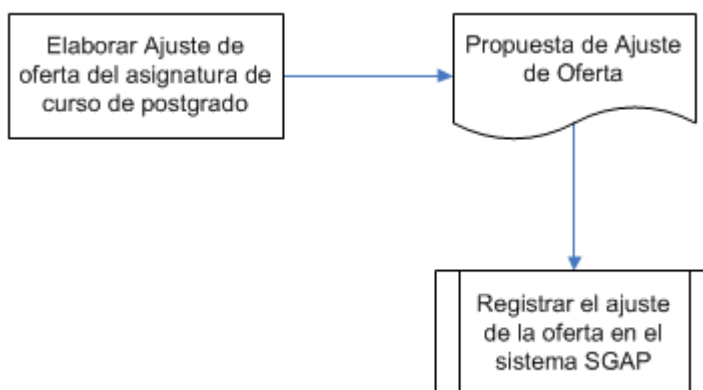 Elaborar Ajuste de
oferta del asignatura de
curso de postgrado
Propuesta de Ajuste
de Oferta
Registrar el ajuste
de la oferta en el
sistema SGAP